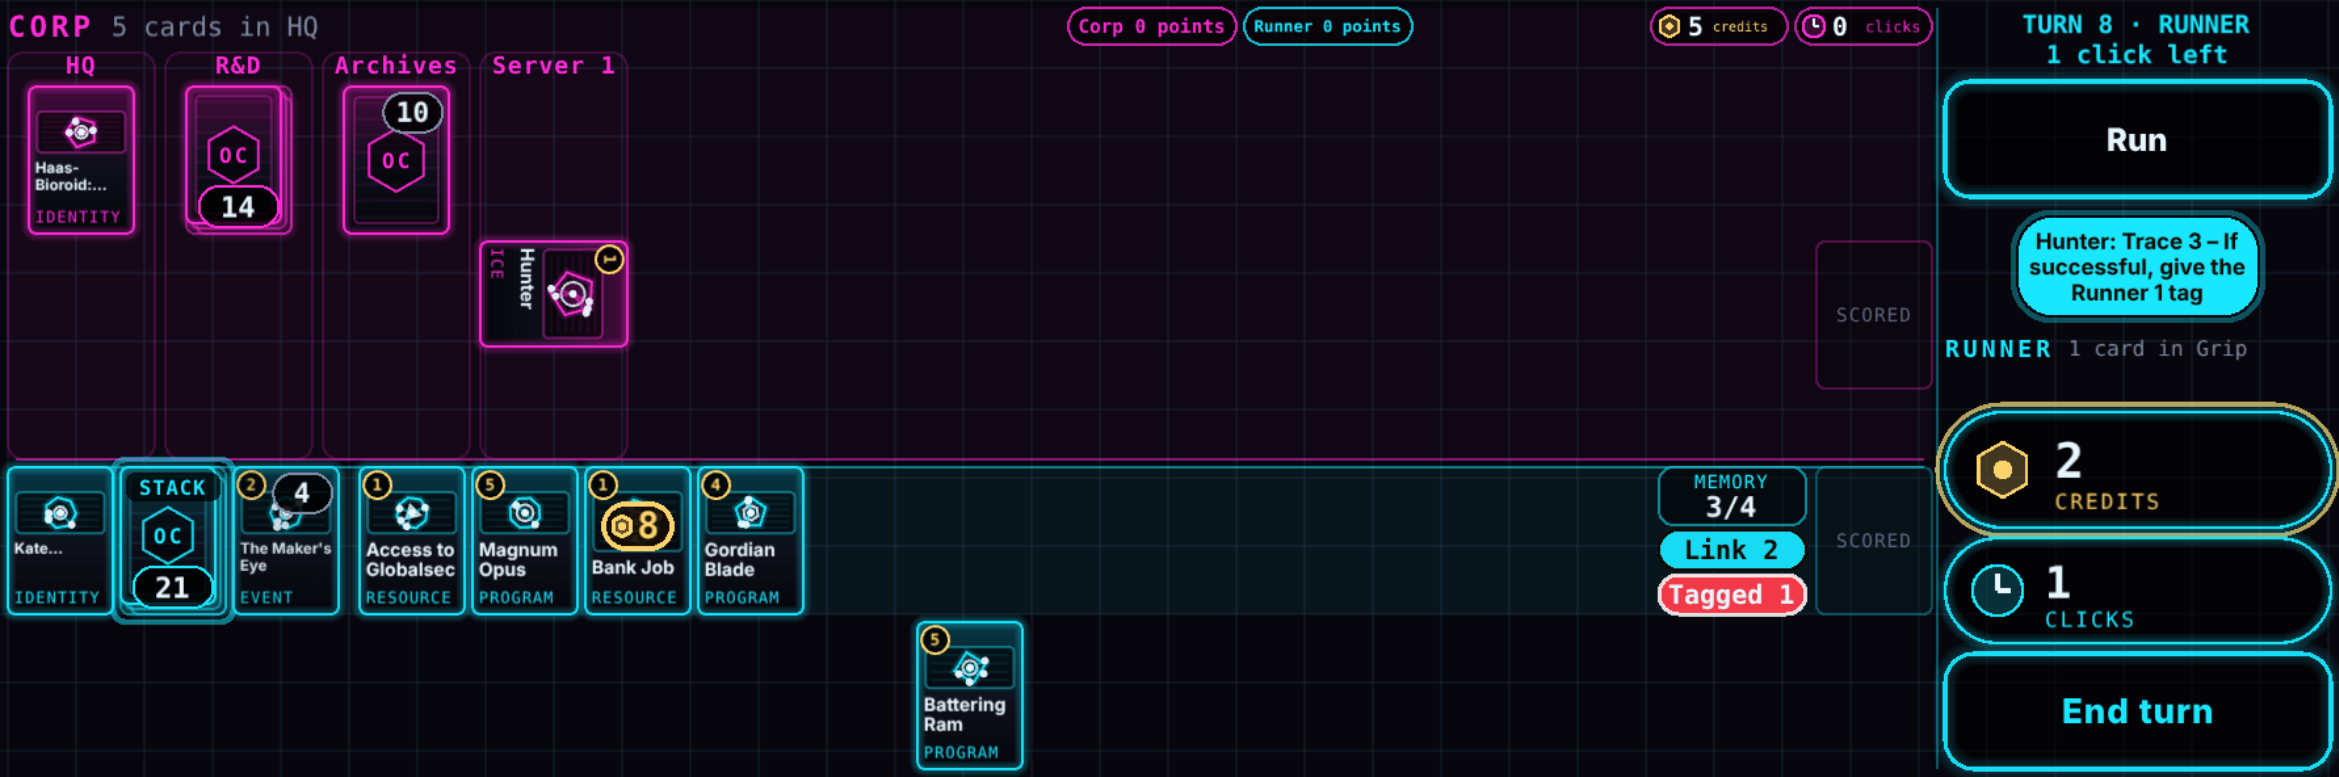 CORP 5 cards in HQ
Corp 0 points
Runner 0 points
5 credits
0 clicks
TURN 8 · RUNNER
1 click left
HQ
R&D
Archives
Server 1
Haas-
Bioroid:...
IDENTITY
OC
14
10
OC
ICE
Hunter
1
SCORED
Run
Hunter: Trace 3 – If
successful, give the
Runner 1 tag
RUNNER 1 card in Grip
2
CREDITS
1
CLICKS
End turn
Kate...
IDENTITY
STACK
OC
21
2
4
The Maker's
Eye
EVENT
1
Access to
Globalsec
RESOURCE
5
Magnum
Opus
PROGRAM
1
8
Bank Job
RESOURCE
4
Gordian
Blade
PROGRAM
MEMORY
3/4
Link 2
Tagged 1
SCORED
5
Battering
Ram
PROGRAM